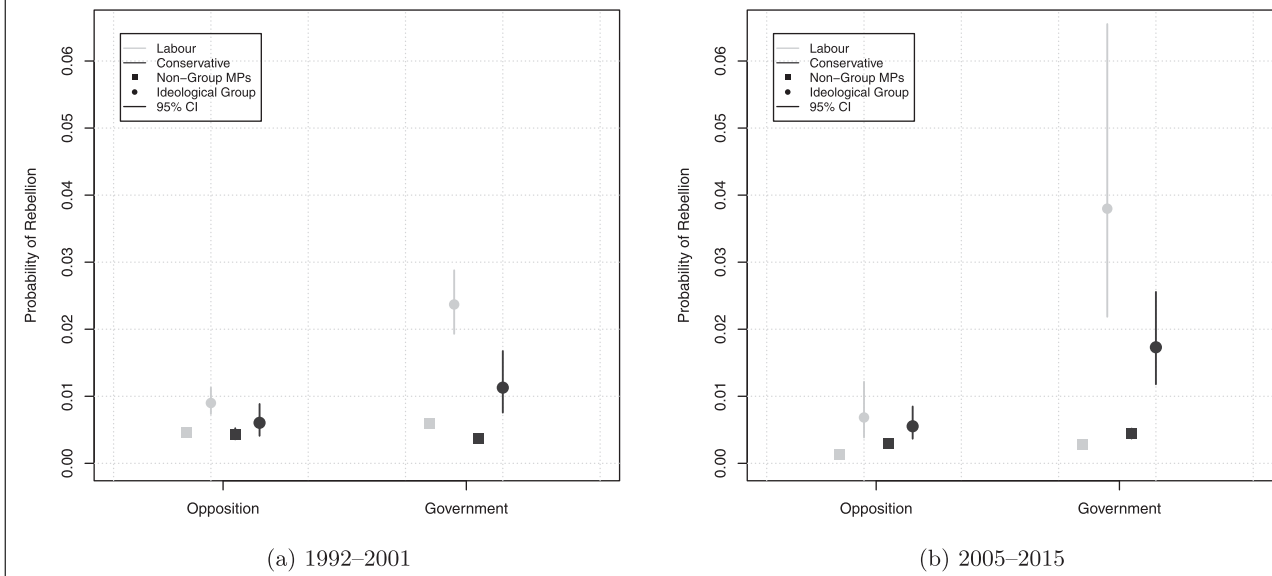 Labour
Conservative
Non-Group MPs
Ideological Group
95% CI
Probability of Rebellion
0.06
0.05
0.04
0.03
0.02
0.01
0.00
Opposition Government
(a) 1992–2001
Labour
Conservative
Non-Group MPs
Ideological Group
95% CI
Probability of Rebellion
0.06
0.05
0.04
0.03
0.02
0.01
0.00
Opposition Government
(b) 2005–2015